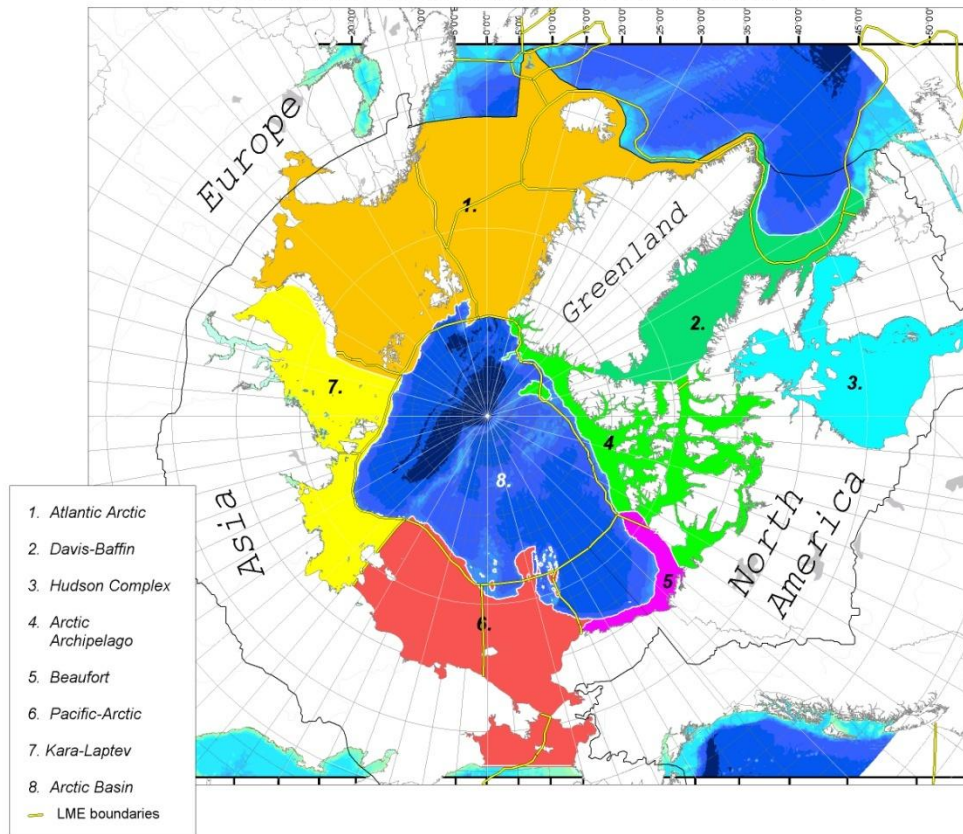 Europe
Greenland
Asia
North
America
1.
2.
3.
4
5
6.
7.
8.
1. Atlantic Arctic
2. Davis-Baffin
3. Hudson Complex
4 Arctic
Archipelago
5. Beaufort
6. Pacific-Arctic
7. Kara-Laptev
8. Arctic Basin
LME boundaries